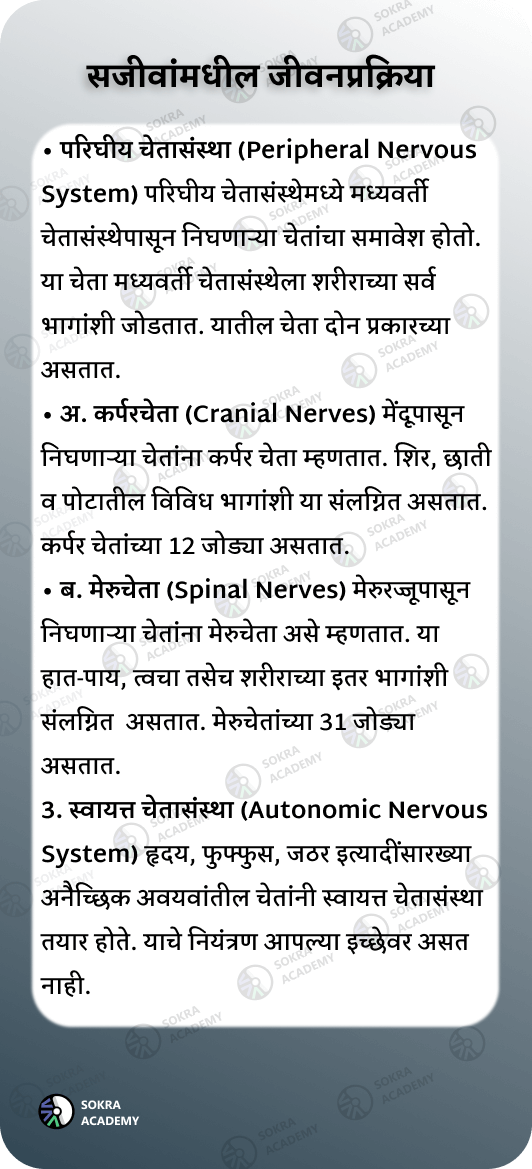 सजीवांमधील जीवनप्रक्रिया
• परिघीय चेतासंस्था (Peripheral Nervous
System) परिघीय चेतासंस्थेमध्ये मध्यवर्ती
चेतासंस्थेपासून निघणाऱ्या चेतांचा समावेश होतो.
या चेता मध्यवर्ती चेतासंस्थेला शरीराच्या सर्व
भागांशी जोडतात. यातील चेता दोन प्रकारच्या
असतात.
• अ. कर्परचेता (Cranial Nerves) मेंदूपासून
निघणाऱ्या चेतांना कर्पर चेता म्हणतात. शिर, छाती
व पोटातील विविध भागांशी या संलग्नित असतात.
कर्पर चेतांच्या 12 जोड्या असतात.
• ब. मेरुचेता (Spinal Nerves) मेरुरज्जूपासून
निघणाऱ्या चेतांना मेरुचेता असे म्हणतात. या
हात-पाय, त्वचा तसेच शरीराच्या इतर भागांशी
संलग्नित असतात. मेरुचेतांच्या 31 जोड्या
असतात.
3. स्वायत्त चेतासंस्था (Autonomic Nervous
System) हृदय, फुफ्फुस, जठर इत्यादींसारख्या
अनैच्छिक अवयवांतील चेतांनी स्वायत्त चेतासंस्था
तयार होते. याचे नियंत्रण आपल्या इच्छेवर असत
नाही.
SOKRA
ACADEMY